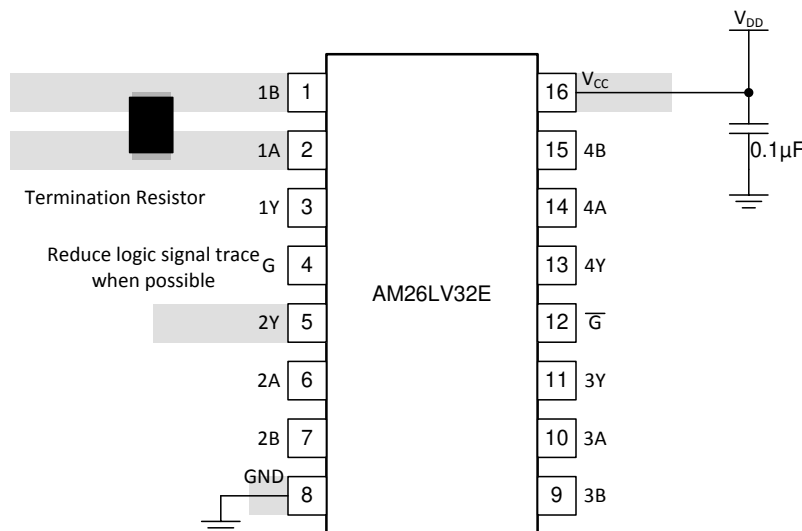 V_DD
1B 1 16 V_CC
1A 2 15 4B 0.1µF
Termination Resistor
1Y 3 14 4A
Reduce logic signal trace
when possible
G 4 13 4Y
AM26LV32E
2Y 5 12 G̅
2A 6 11 3Y
2B 7 10 3A
GND 8 9 3B